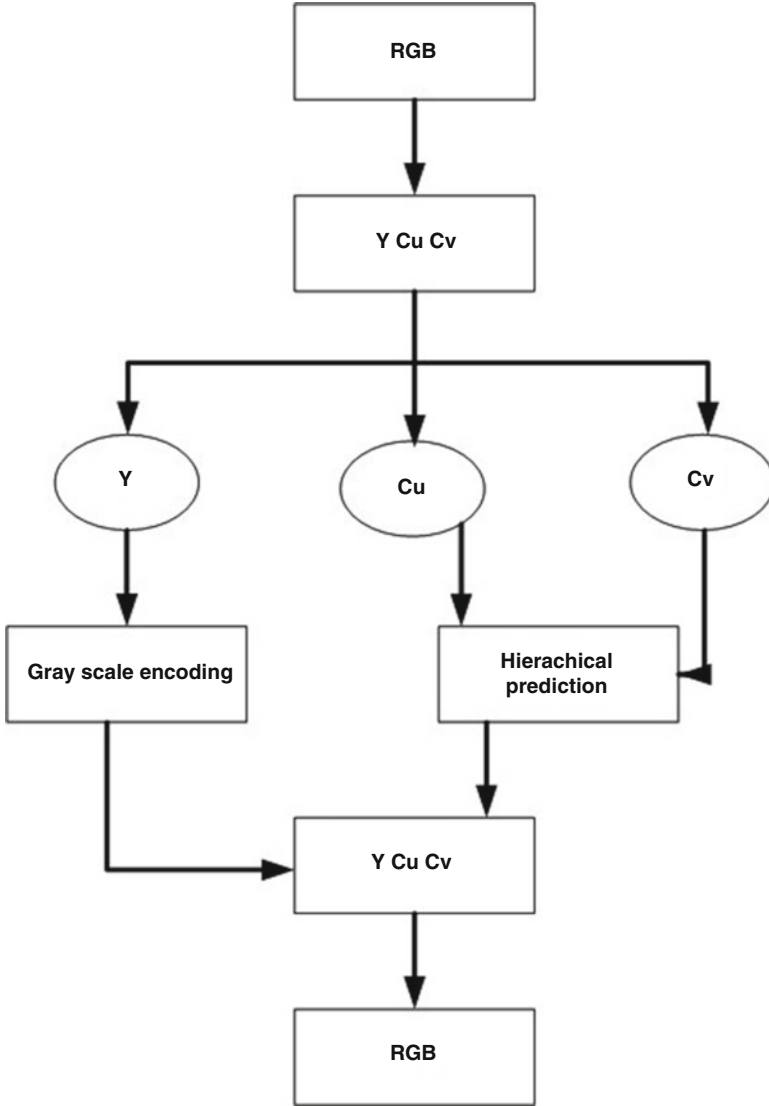 RGB
Y Cu Cv
Y
Cu
Cv
Gray scale encoding
Hierachical
prediction
Y Cu Cv
RGB